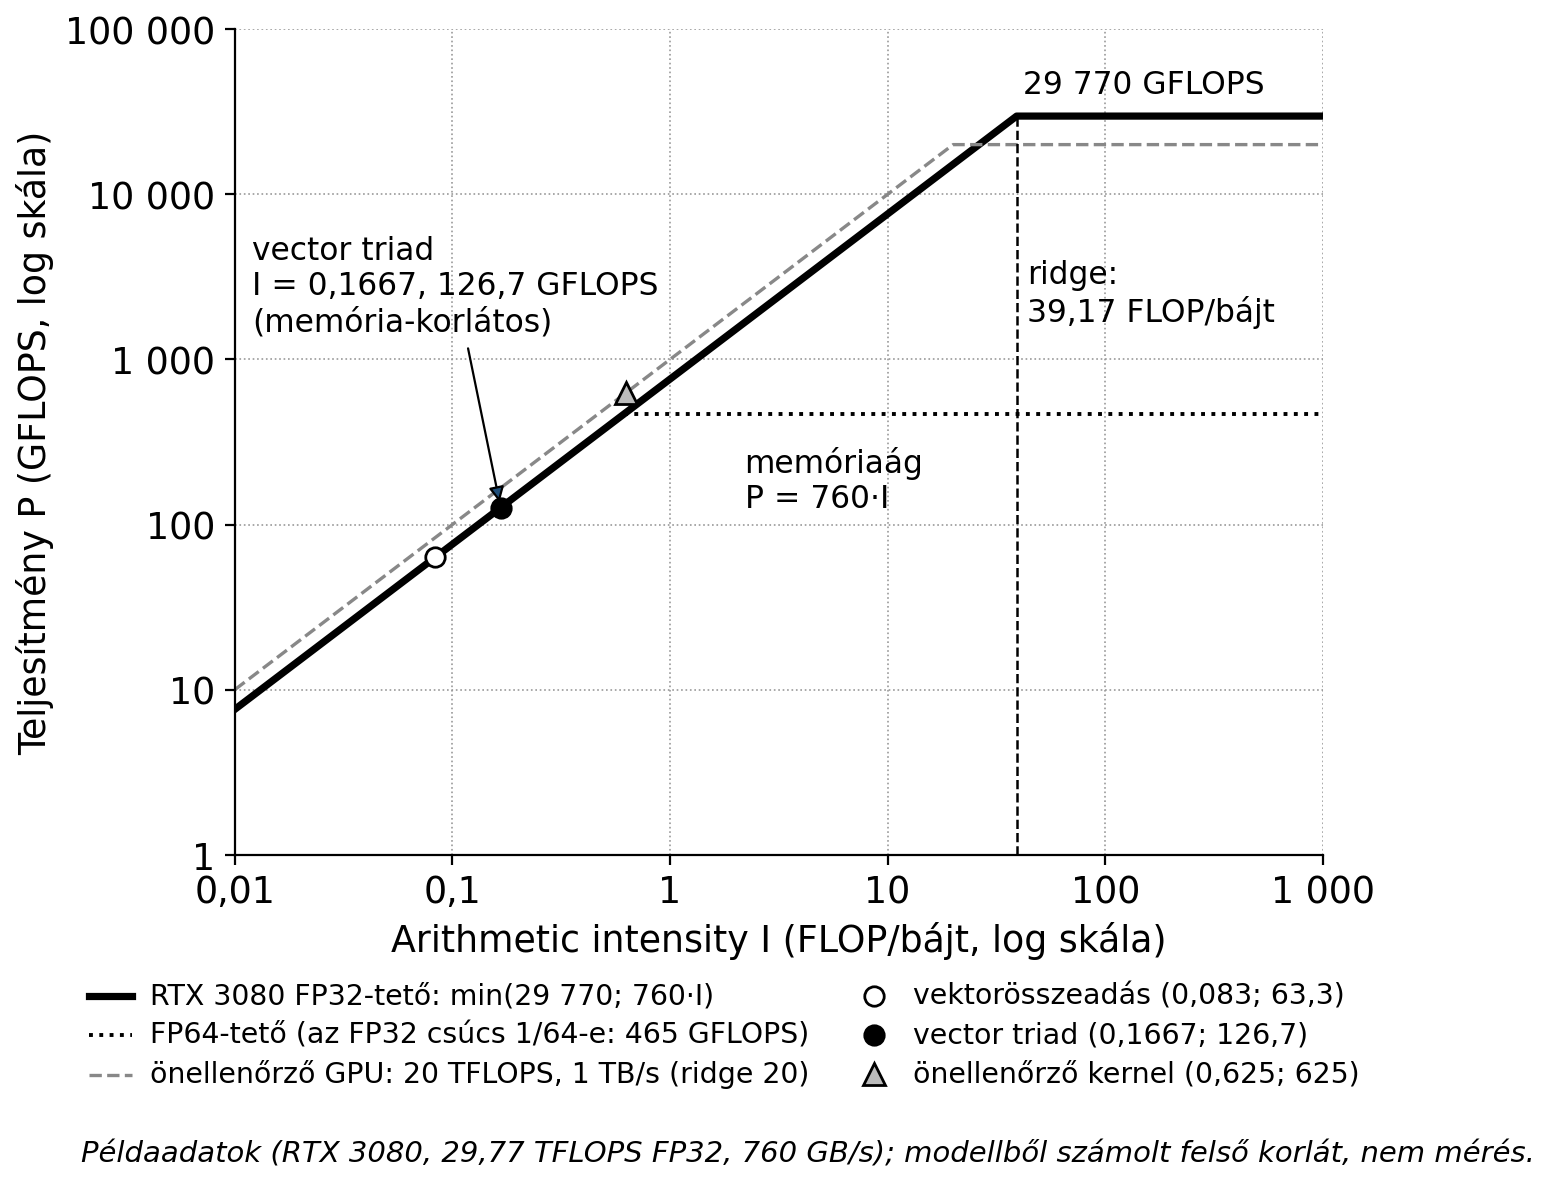 100 000
10 000
1 000
100
10
1
Teljesítmény P (GFLOPS, log skála)
29 770 GFLOPS
vector triad
I = 0,1667, 126,7 GFLOPS
(memória-korlátos)
ridge:
39,17 FLOP/bájt
memóriaág
P = 760·I
0,01 0,1 1 10 100 1 000
Arithmetic intensity I (FLOP/bájt, log skála)
RTX 3080 FP32-tető: min(29 770; 760·I)
FP64-tető (az FP32 csúcs 1/64-e: 465 GFLOPS)
önellenőrző GPU: 20 TFLOPS, 1 TB/s (ridge 20)
vektorösszeadás (0,083; 63,3)
vector triad (0,1667; 126,7)
önellenőrző kernel (0,625; 625)
Példaadatok (RTX 3080, 29,77 TFLOPS FP32, 760 GB/s); modellből számolt felső korlát, nem mérés.